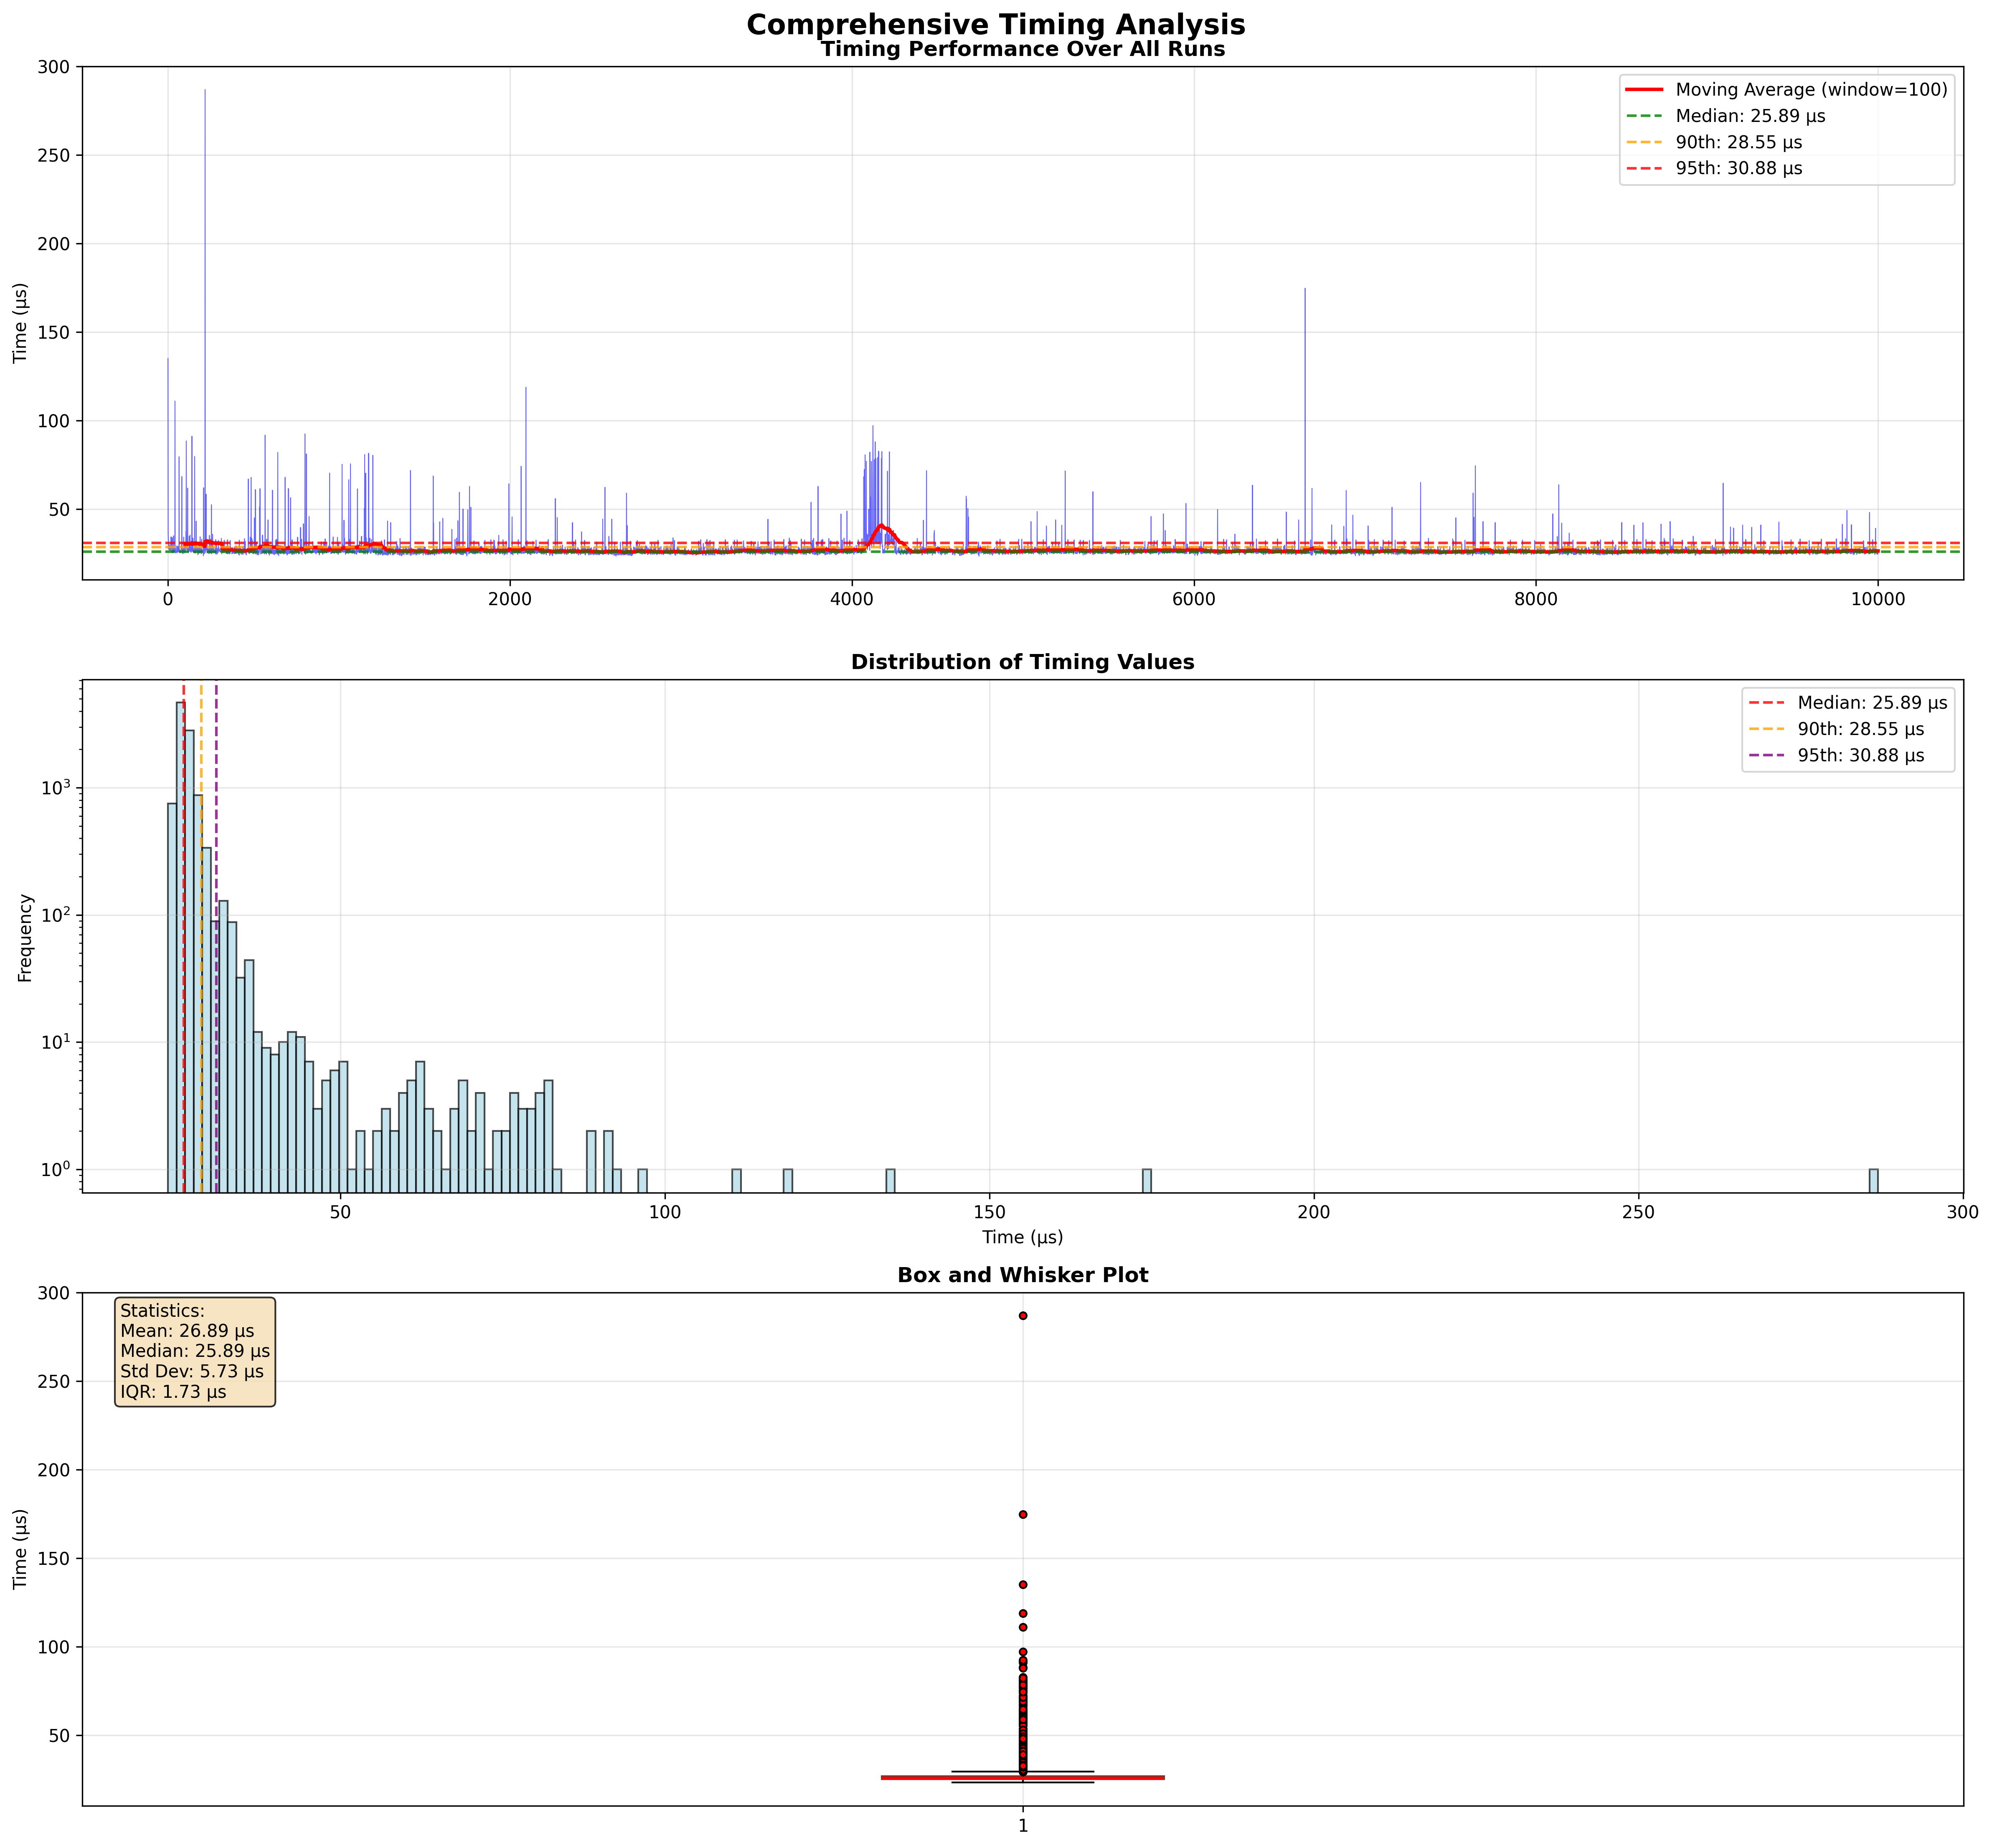 Comprehensive Timing Analysis
Timing Performance Over All Runs
300
250
200
150
100
50
Time (µs)
Moving Average (window=100)
Median: 25.89 µs
90th: 28.55 µs
95th: 30.88 µs
0 2000 4000 6000 8000 10000
Distribution of Timing Values
10³
10²
10¹
10⁰
Frequency
Median: 25.89 µs
90th: 28.55 µs
95th: 30.88 µs
50 100 150 200 250 300
Time (µs)
Box and Whisker Plot
300
250
200
150
100
50
Time (µs)
Statistics:
Mean: 26.89 µs
Median: 25.89 µs
Std Dev: 5.73 µs
IQR: 1.73 µs
1